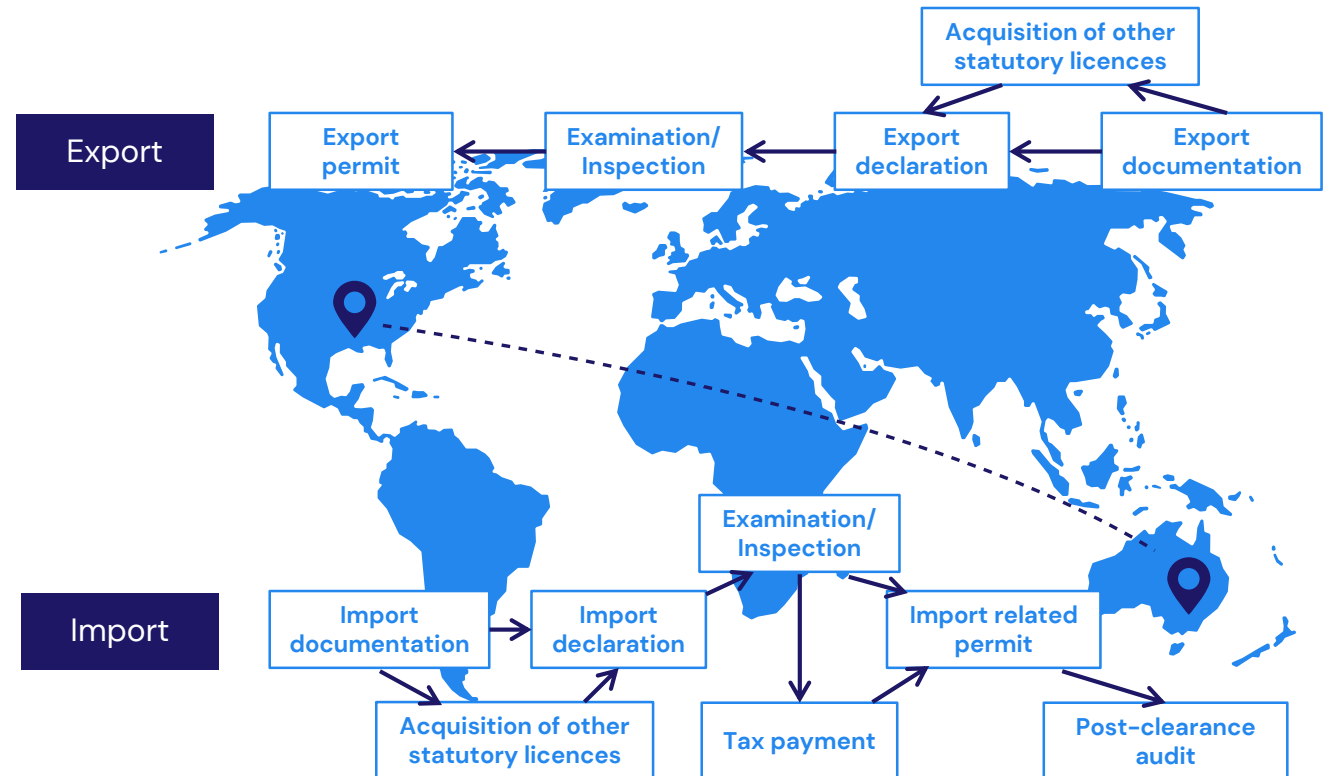 Acquisition of other
statutory licences
Export
Export
permit
Examination/
Inspection
Export
declaration
Export
documentation
Examination/
Inspection
Import
Import
documentation
Import
declaration
Import related
permit
Acquisition of other
statutory licences
Tax payment
Post-clearance
audit